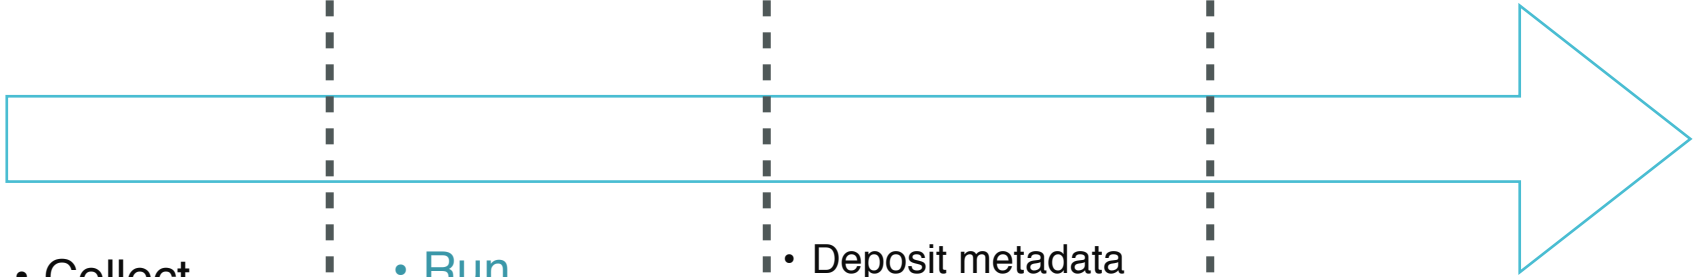 • Collect
• Run
• Deposit metadata